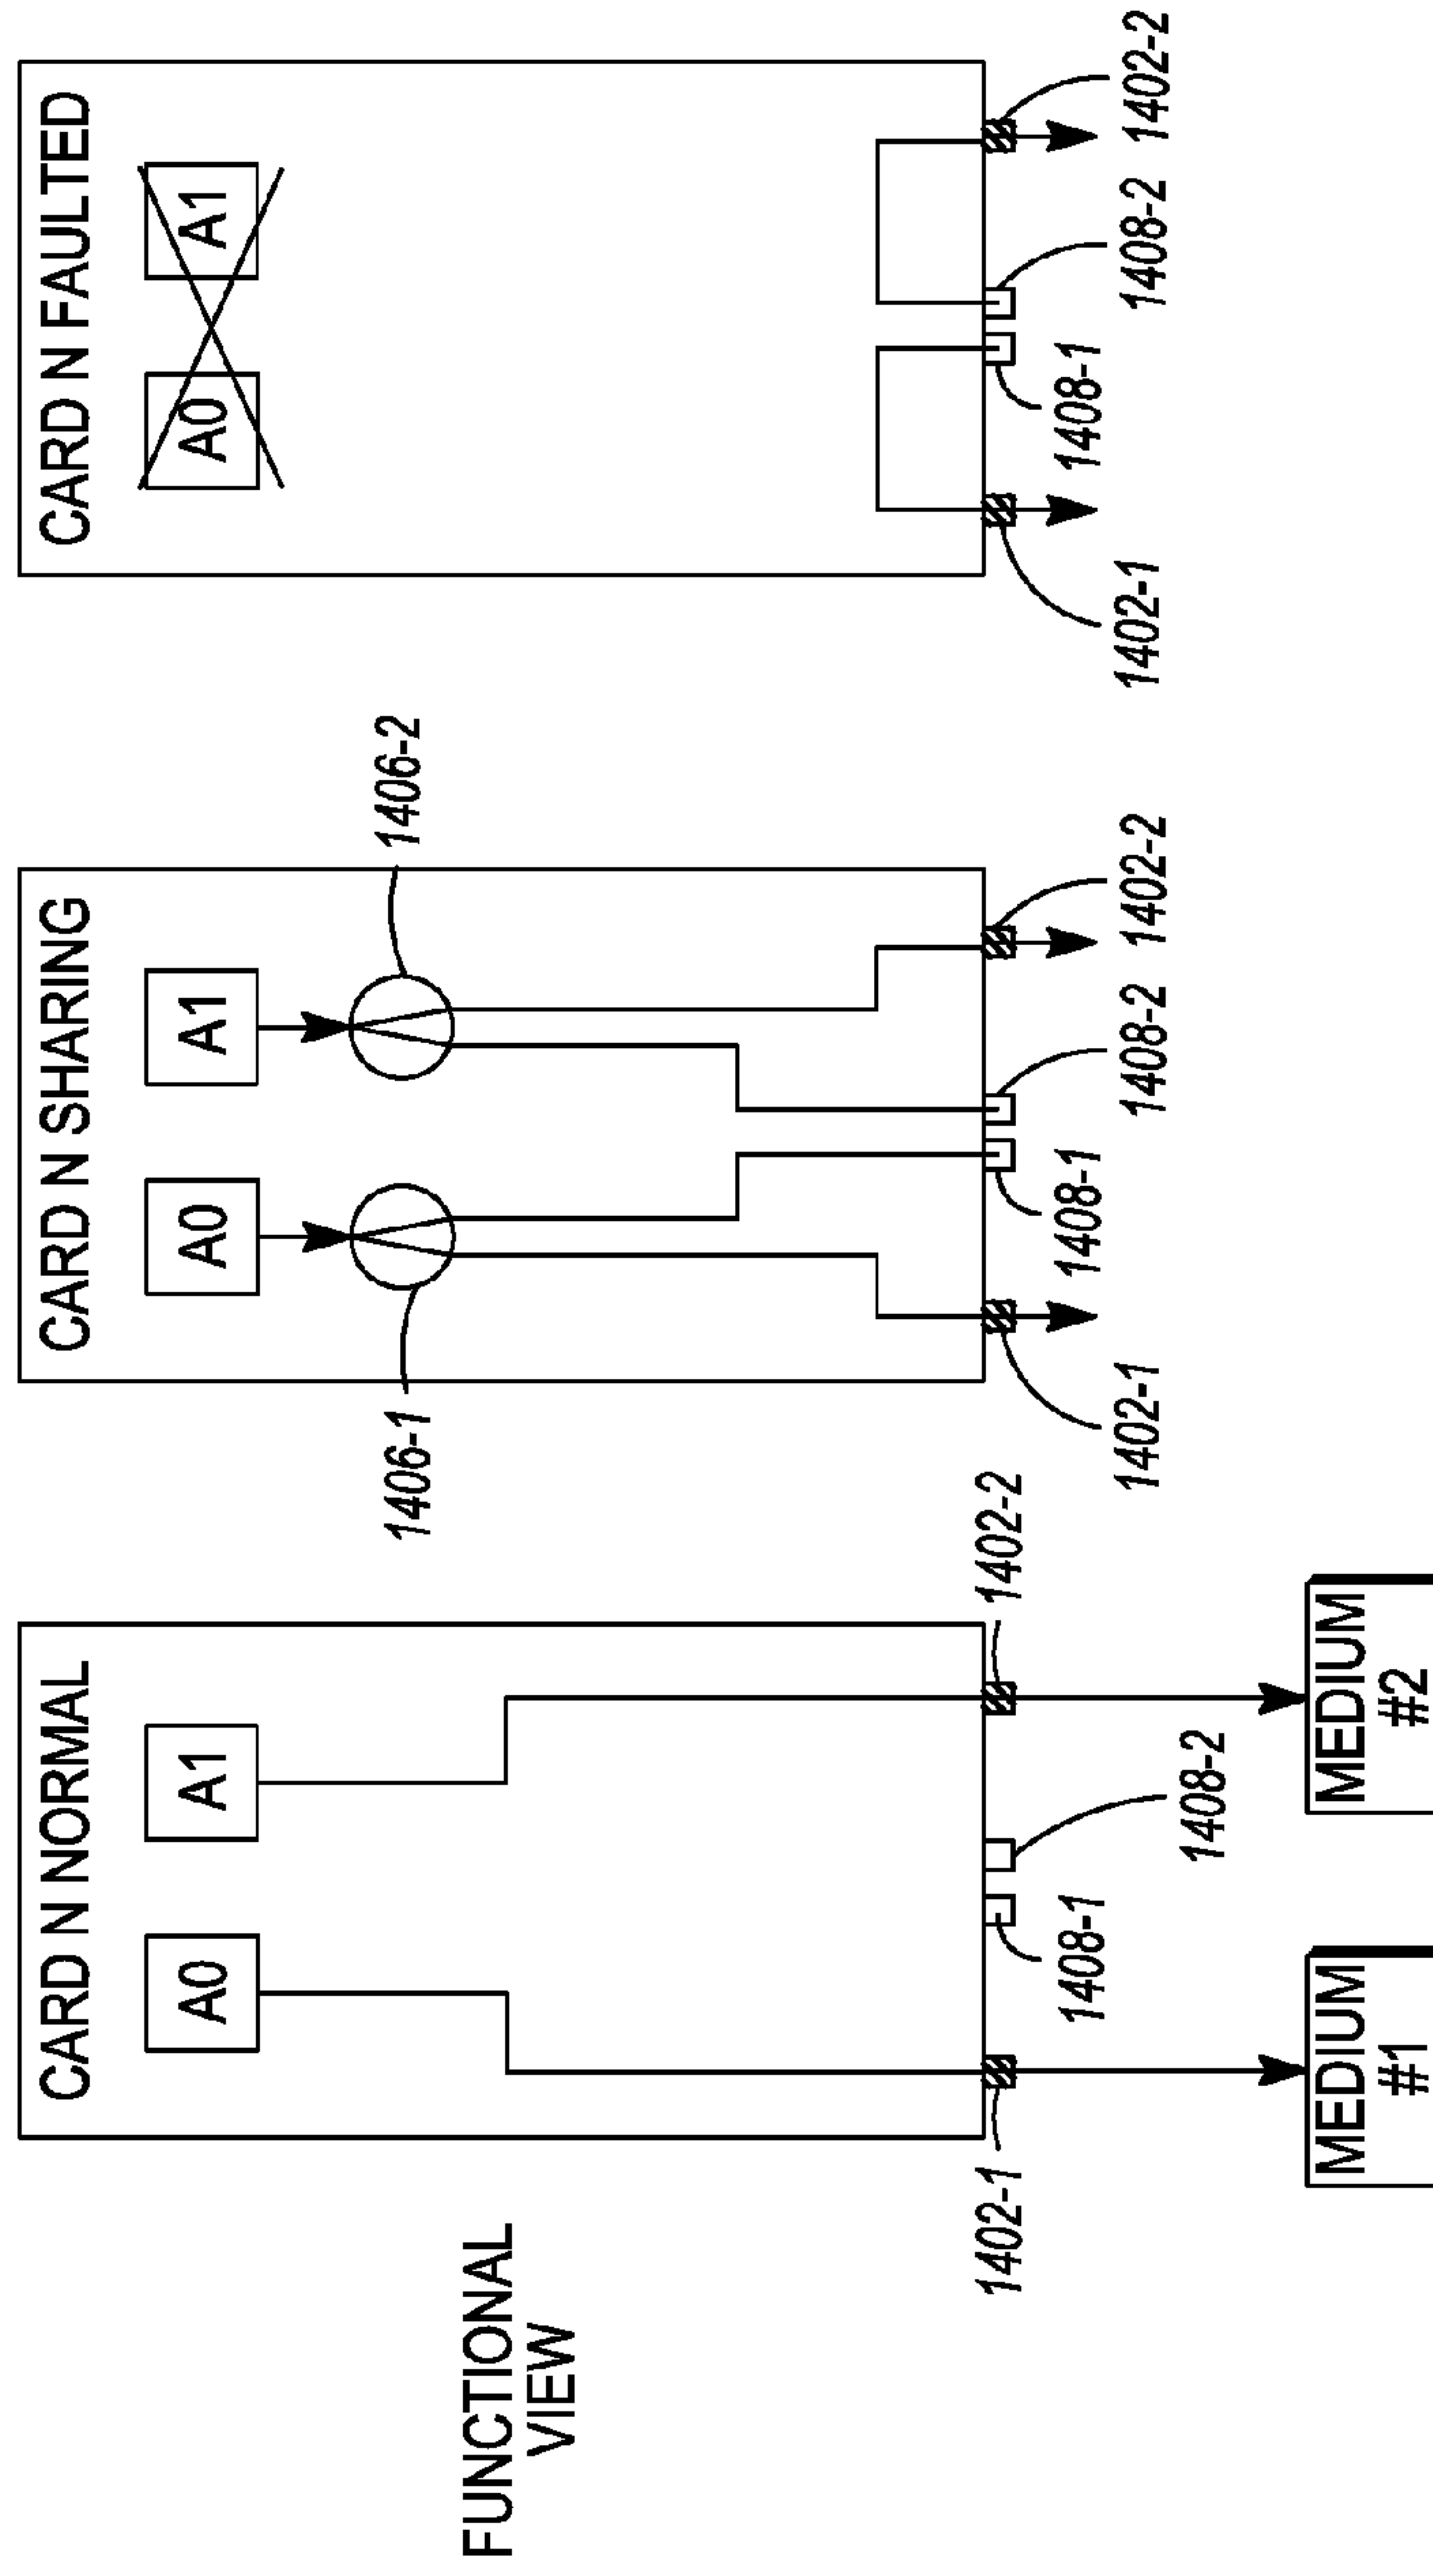 FUNCTIONAL
VIEW
CARD N NORMAL
A0
A1
1402-1
1408-1
1408-2
1402-2
MEDIUM
#1
MEDIUM
#2
CARD N SHARING
A0
A1
1406-1
1406-2
1402-1
1408-1
1408-2
1402-2
CARD N FAULTED
A0
A1
1402-1
1408-1
1408-2
1402-2